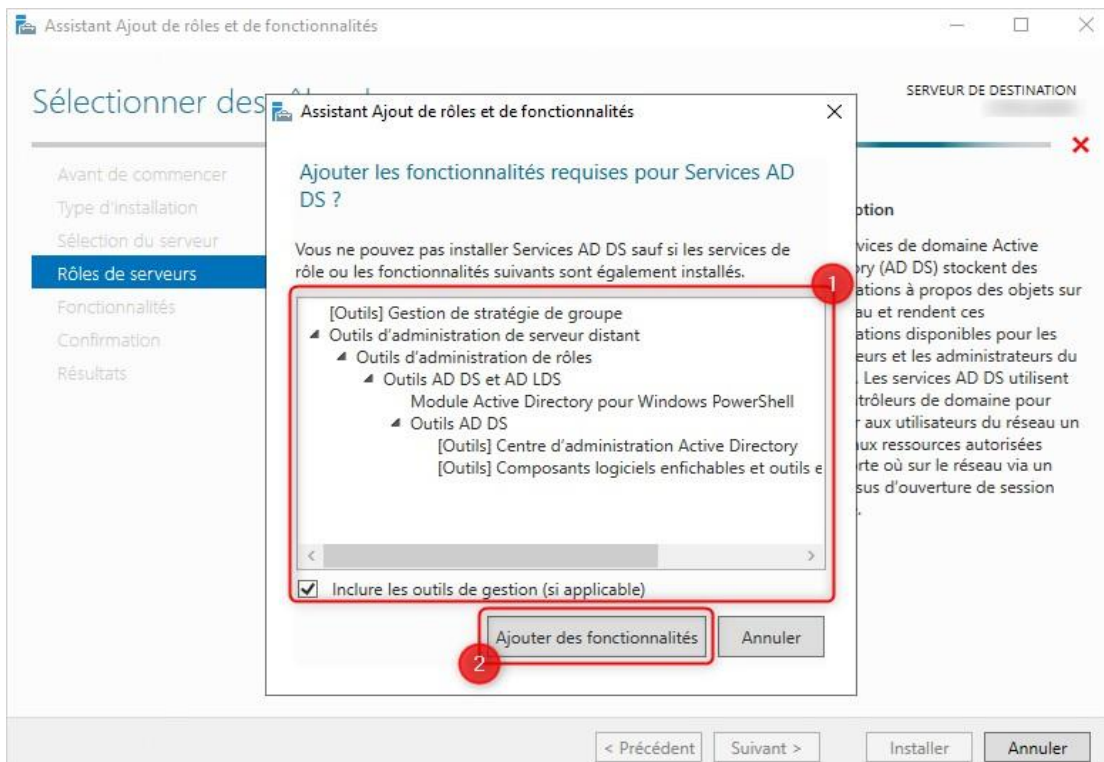 Assistant Ajout de rôles et de fonctionnalités
Sélectionner des
SERVEUR DE DESTINATION
Avant de commencer
Type d'installation
Sélection du serveur
Rôles de serveurs
Fonctionnalités
Confirmation
Résultats
Assistant Ajout de rôles et de fonctionnalités
Ajouter les fonctionnalités requises pour Services AD
DS ?
Vous ne pouvez pas installer Services AD DS sauf si les services de
rôle ou les fonctionnalités suivants sont également installés.
1
[Outils] Gestion de stratégie de groupe
Outils d'administration de serveur distant
Outils d'administration de rôles
Outils AD DS et AD LDS
Module Active Directory pour Windows PowerShell
Outils AD DS
[Outils] Centre d'administration Active Directory
[Outils] Composants logiciels enfichables et outils e
Inclure les outils de gestion (si applicable)
Ajouter des fonctionnalités
Annuler
2
ption
vices de domaine Active
ory (AD DS) stockent des
ations à propos des objets sur
au et rendent ces
ations disponibles pour les
eurs et les administrateurs du
. Les services AD DS utilisent
trôleurs de domaine pour
r aux utilisateurs du réseau un
aux ressources autorisées
rte où sur le réseau via un
sus d'ouverture de session
< Précédent
Suivant >
Installer
Annuler